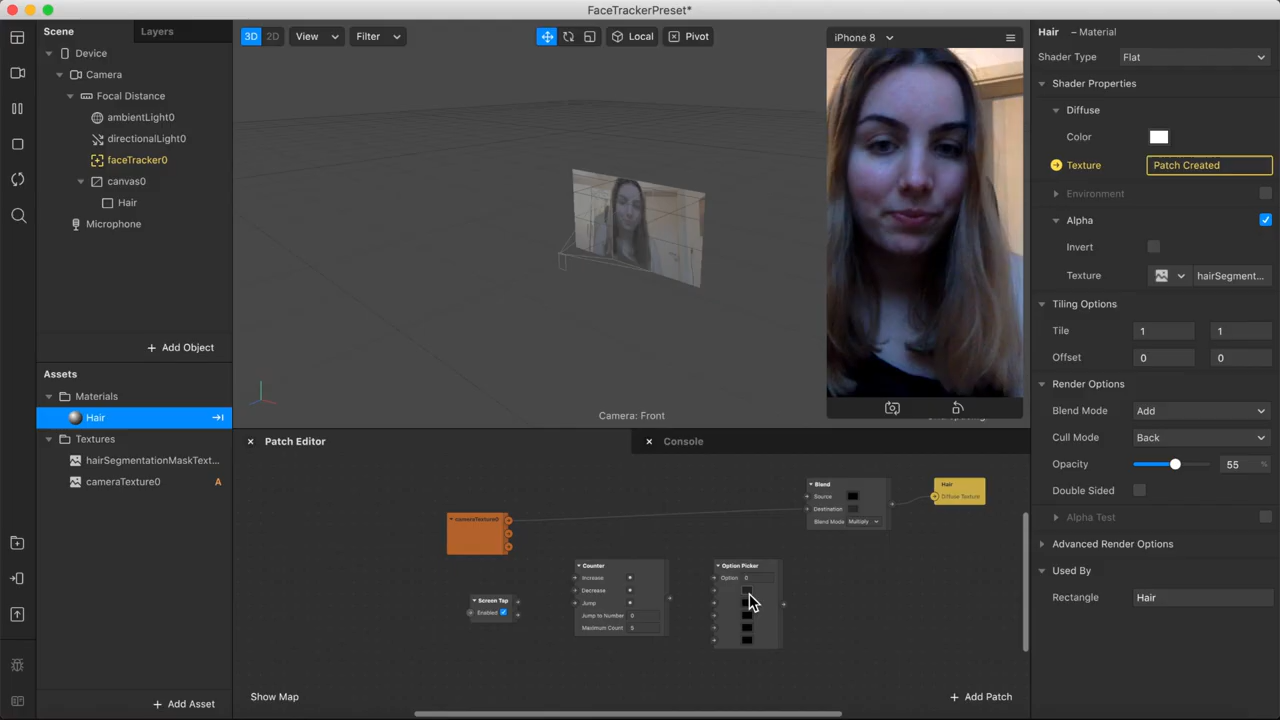 FaceTrackerPreset*
Scene
Layers
Device
Camera
Focal Distance
ambientLight0
directionalLight0
faceTracker0
canvas0
Hair
Microphone
Add Object
Assets
Materials
Hair
Textures
hairSegmentationMaskText...
cameraTexture0 A
Add Asset
3D 2D View Filter Local Pivot
iPhone 8
Camera: Front
Patch Editor
Console
cameraTexture0
Screen Tap
Enabled
Counter
Increase
Decrease
Jump
Jump to Number 0
Maximum Count 5
Option Picker
Option 0
Blend
Source
Destination
Blend Mode Multiply
Hair
Diffuse Texture
Show Map
Add Patch
Hair – Material
Shader Type Flat
Shader Properties
Diffuse
Color
Texture Patch Created
Environment
Alpha
Invert
Texture hairSegment...
Tiling Options
Tile 1 1
Offset 0 0
Render Options
Blend Mode Add
Cull Mode Back
Opacity 55 %
Double Sided
Alpha Test
Advanced Render Options
Used By
Rectangle Hair